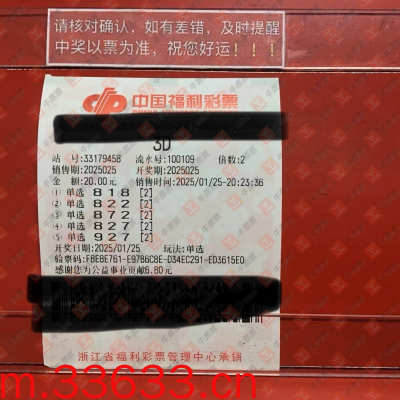 请核对确认，如有差错，及时提醒
中奖以票为准，祝您好运！！！
中国福利彩票
3D
站 号:33179458 流水号:100109 倍数:2
销售期:2025025 开奖期:2025025
金 额:20.00元 销售时间:2025/01/25-20:23:36
① 单选 8 1 8 [2]
② 单选 8 2 2 [2]
③ 单选 8 7 2 [2]
④ 单选 8 2 7 [2]
⑤ 单选 9 2 7 [2]
开奖日期:2025/01/25 玩法:单选
验票码:FBEBE761-E97B6C8E-D34EC291-ED3615E0
感谢您为公益事业贡献6.80元
浙江省福利彩票管理中心承销
m.33633.cn